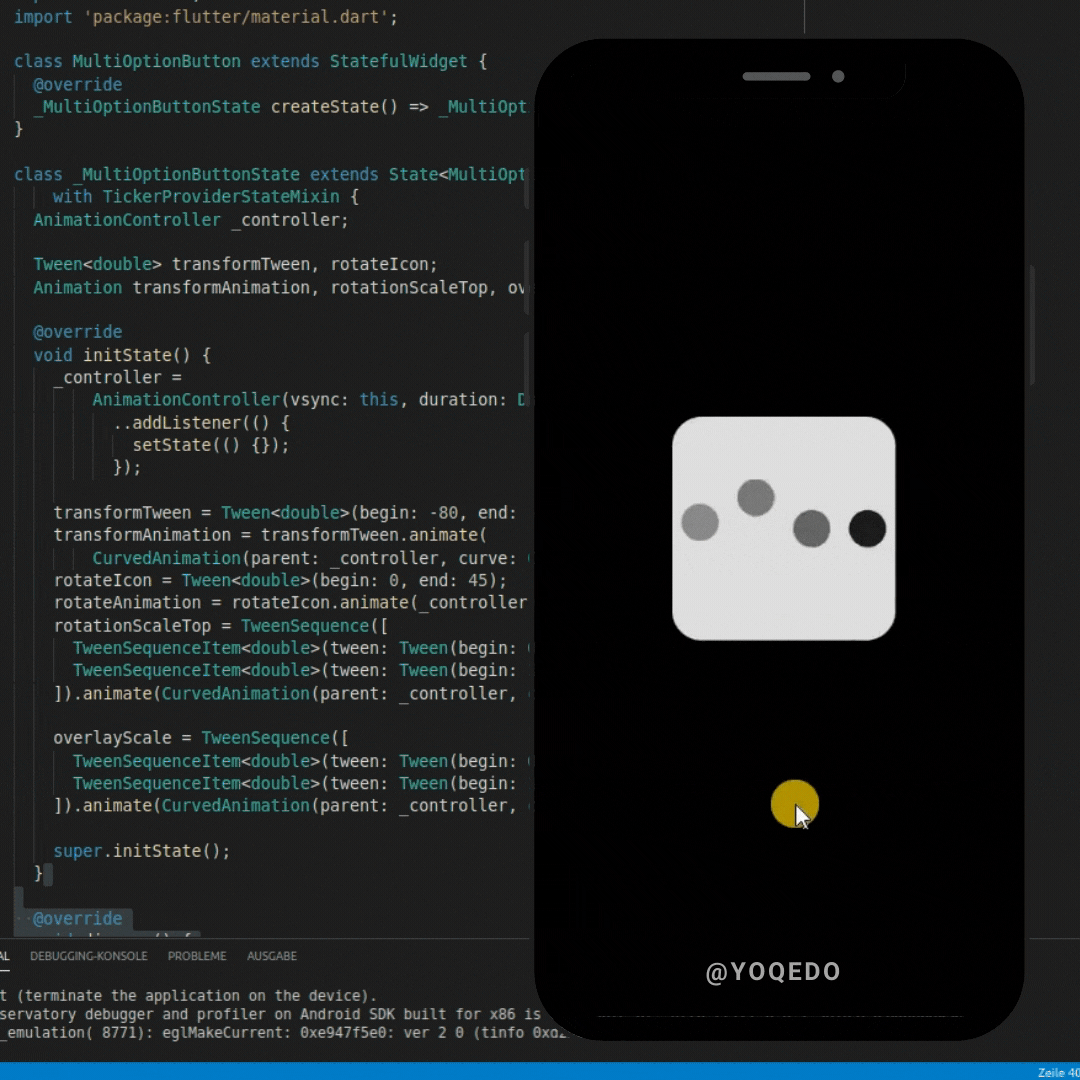 import 'package:flutter/material.dart';
class MultiOptionButton extends StatefulWidget {
@override
_MultiOptionButtonState createState() => _MultiOpt
}
class _MultiOptionButtonState extends State<MultiOpt
with TickerProviderStateMixin {
AnimationController _controller;
Tween<double> transformTween, rotateIcon;
Animation transformAnimation, rotationScaleTop, ov
@override
void initState() {
_controller =
AnimationController(vsync: this, duration: D
..addListener(() {
setState(() {});
});
transformTween = Tween<double>(begin: -80, end:
transformAnimation = transformTween.animate(
CurvedAnimation(parent: _controller, curve:
rotateIcon = Tween<double>(begin: 0, end: 45);
rotateAnimation = rotateIcon.animate(_controller
rotationScaleTop = TweenSequence([
TweenSequenceItem<double>(tween: Tween(begin:
TweenSequenceItem<double>(tween: Tween(begin:
]).animate(CurvedAnimation(parent: _controller,
overlayScale = TweenSequence([
TweenSequenceItem<double>(tween: Tween(begin:
TweenSequenceItem<double>(tween: Tween(begin:
]).animate(CurvedAnimation(parent: _controller,
super.initState();
}
@override
AL DEBUGGING-KONSOLE PROBLEME AUSGABE
t (terminate the application on the device).
servatory debugger and profiler on Android SDK built for x86 is
_emulation( 8771): eglMakeCurrent: 0xe947f5e0: ver 2 0 (tinfo
@YOQEDO
Zeile 40